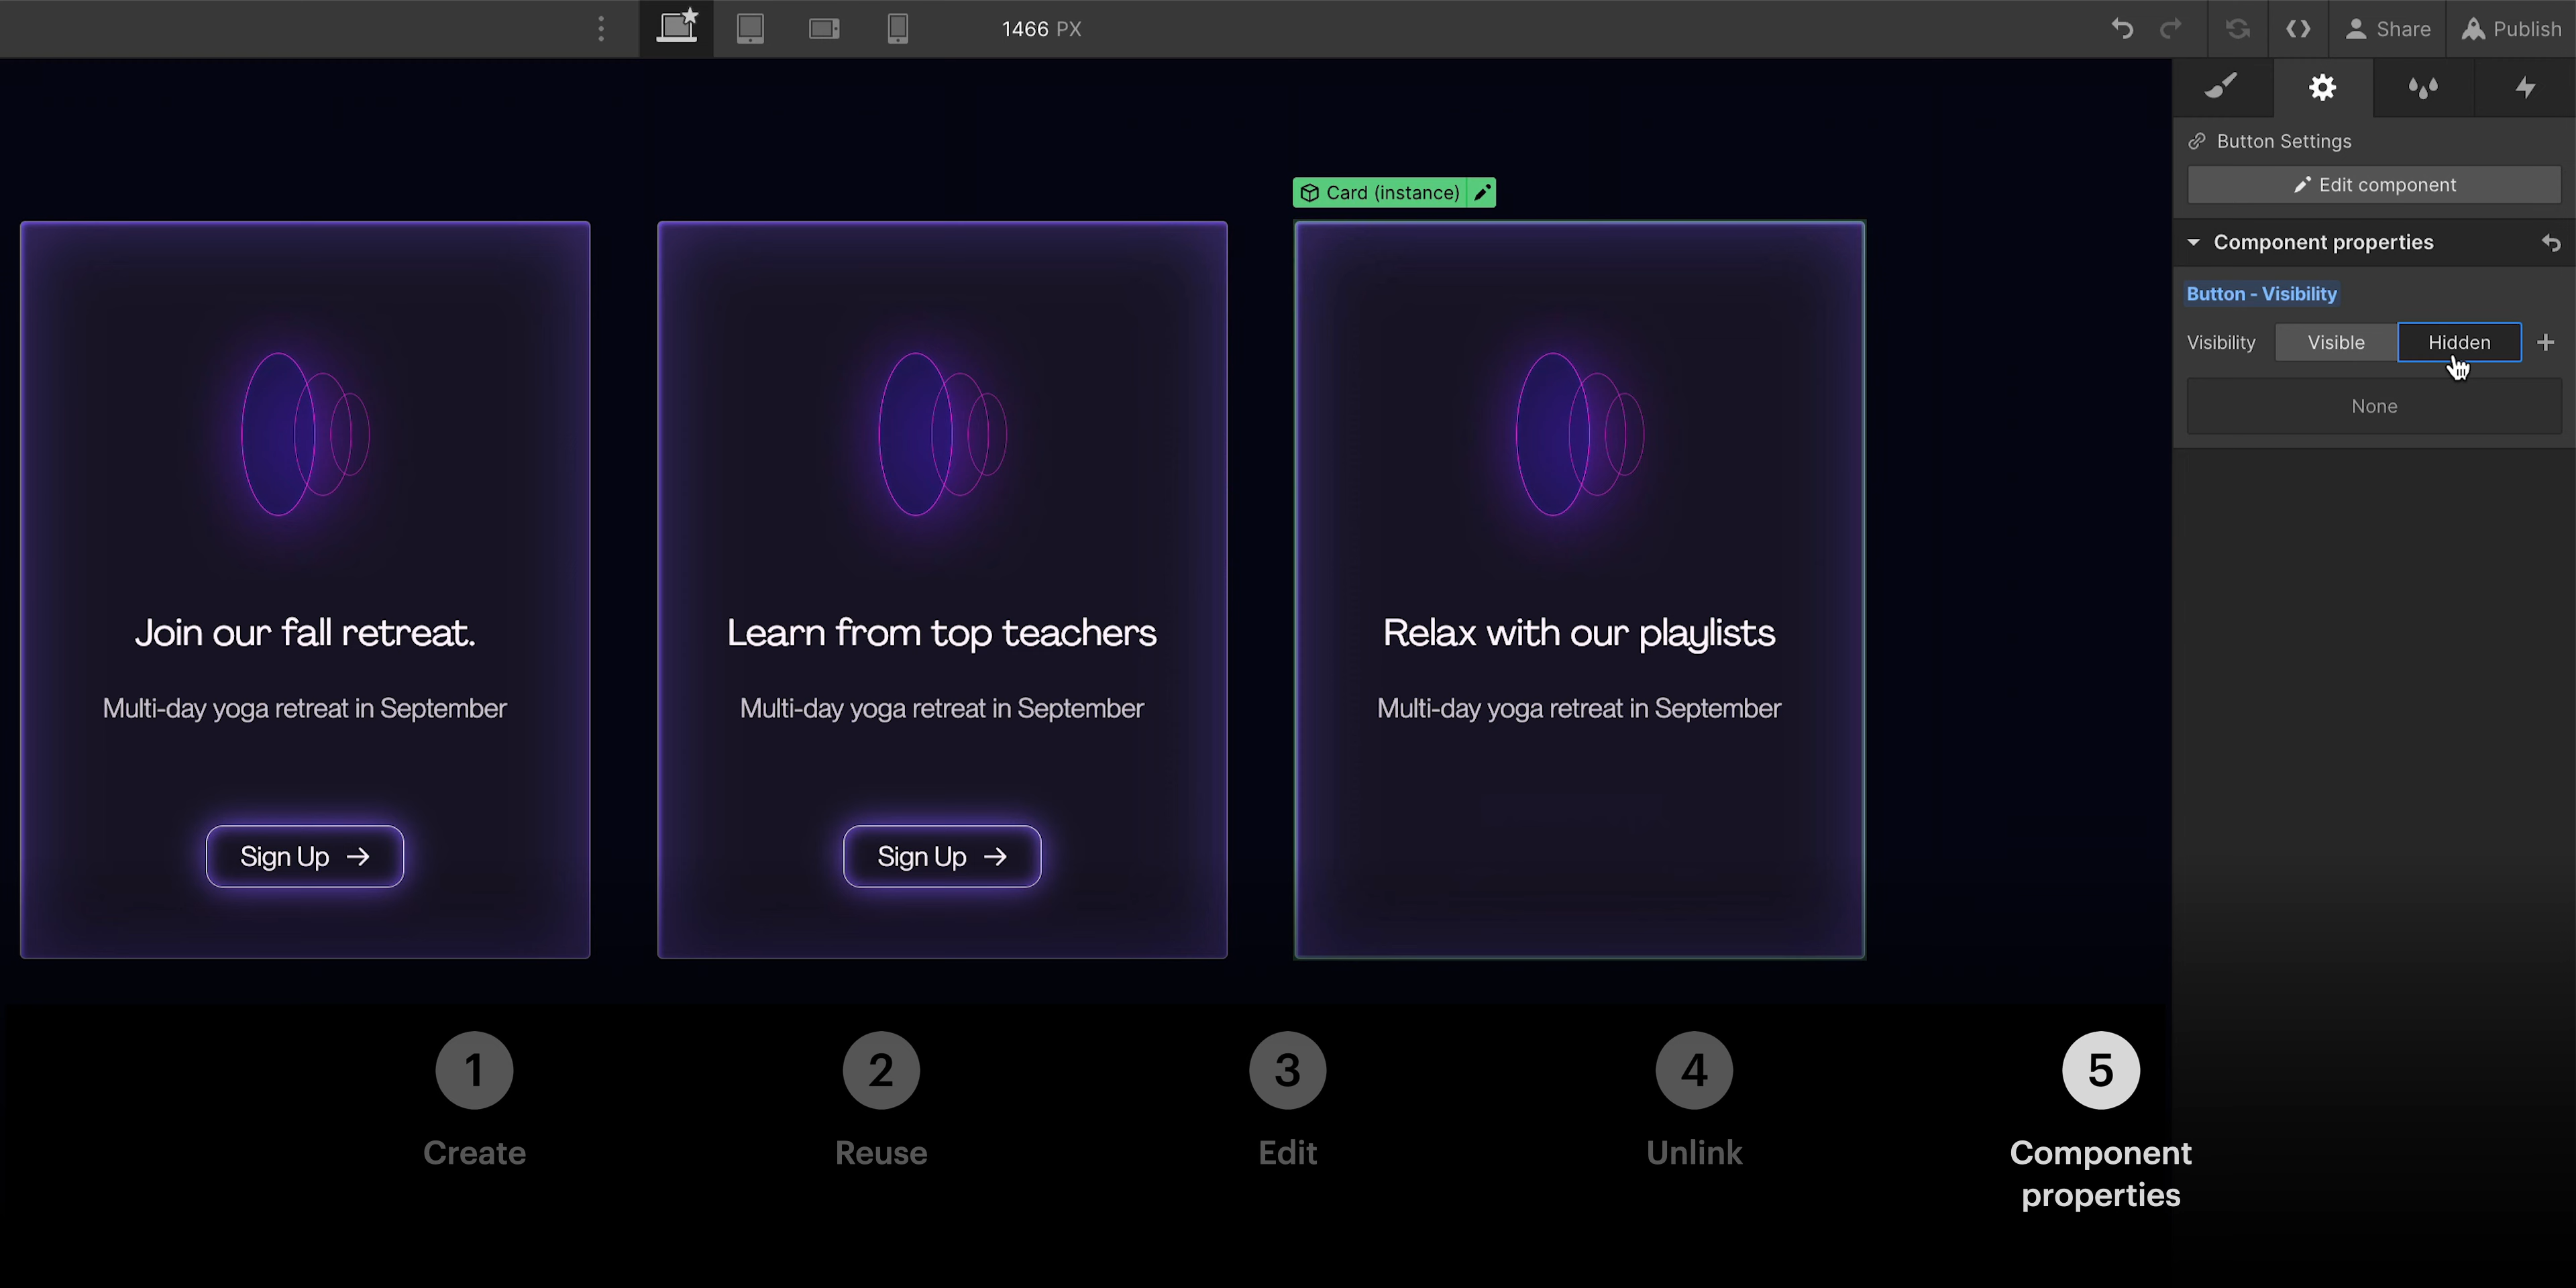 1466 PX
Share
Publish
Button Settings
Edit component
Component properties
Button - Visibility
Visibility
Visible
Hidden
None
Card (instance)
Join our fall retreat.
Multi-day yoga retreat in September
Sign Up →
Learn from top teachers
Multi-day yoga retreat in September
Sign Up →
Relax with our playlists
Multi-day yoga retreat in September
1
Create
2
Reuse
3
Edit
4
Unlink
5
Component
properties